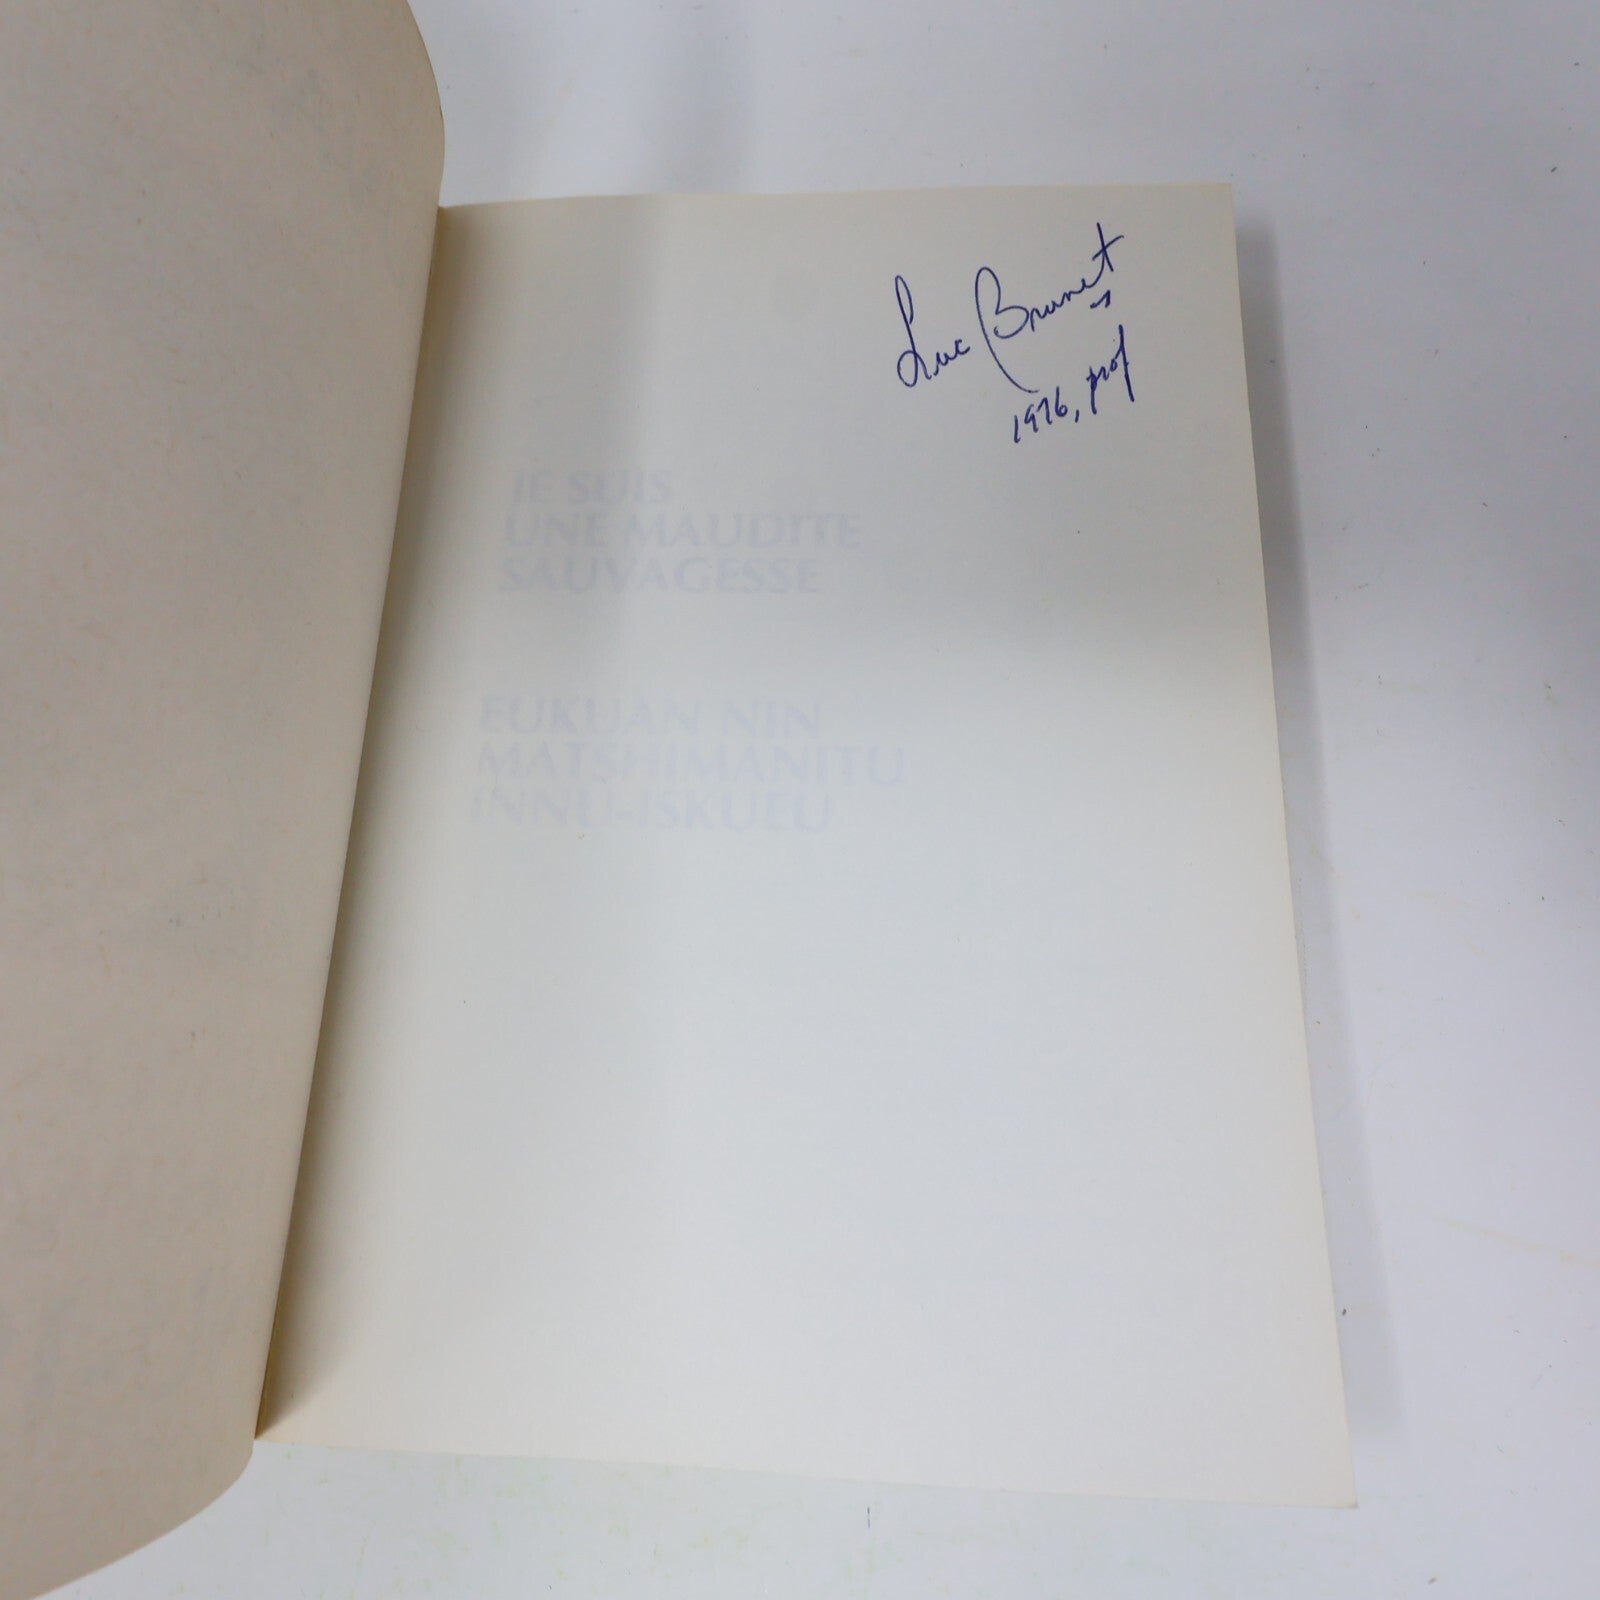 Luc Brunet
1976, prof
JE SUIS
UNE MAUDITE
SAUVAGESSE
EUKUAN NIN
MATSHIMANITU
INNU-ISKUEU